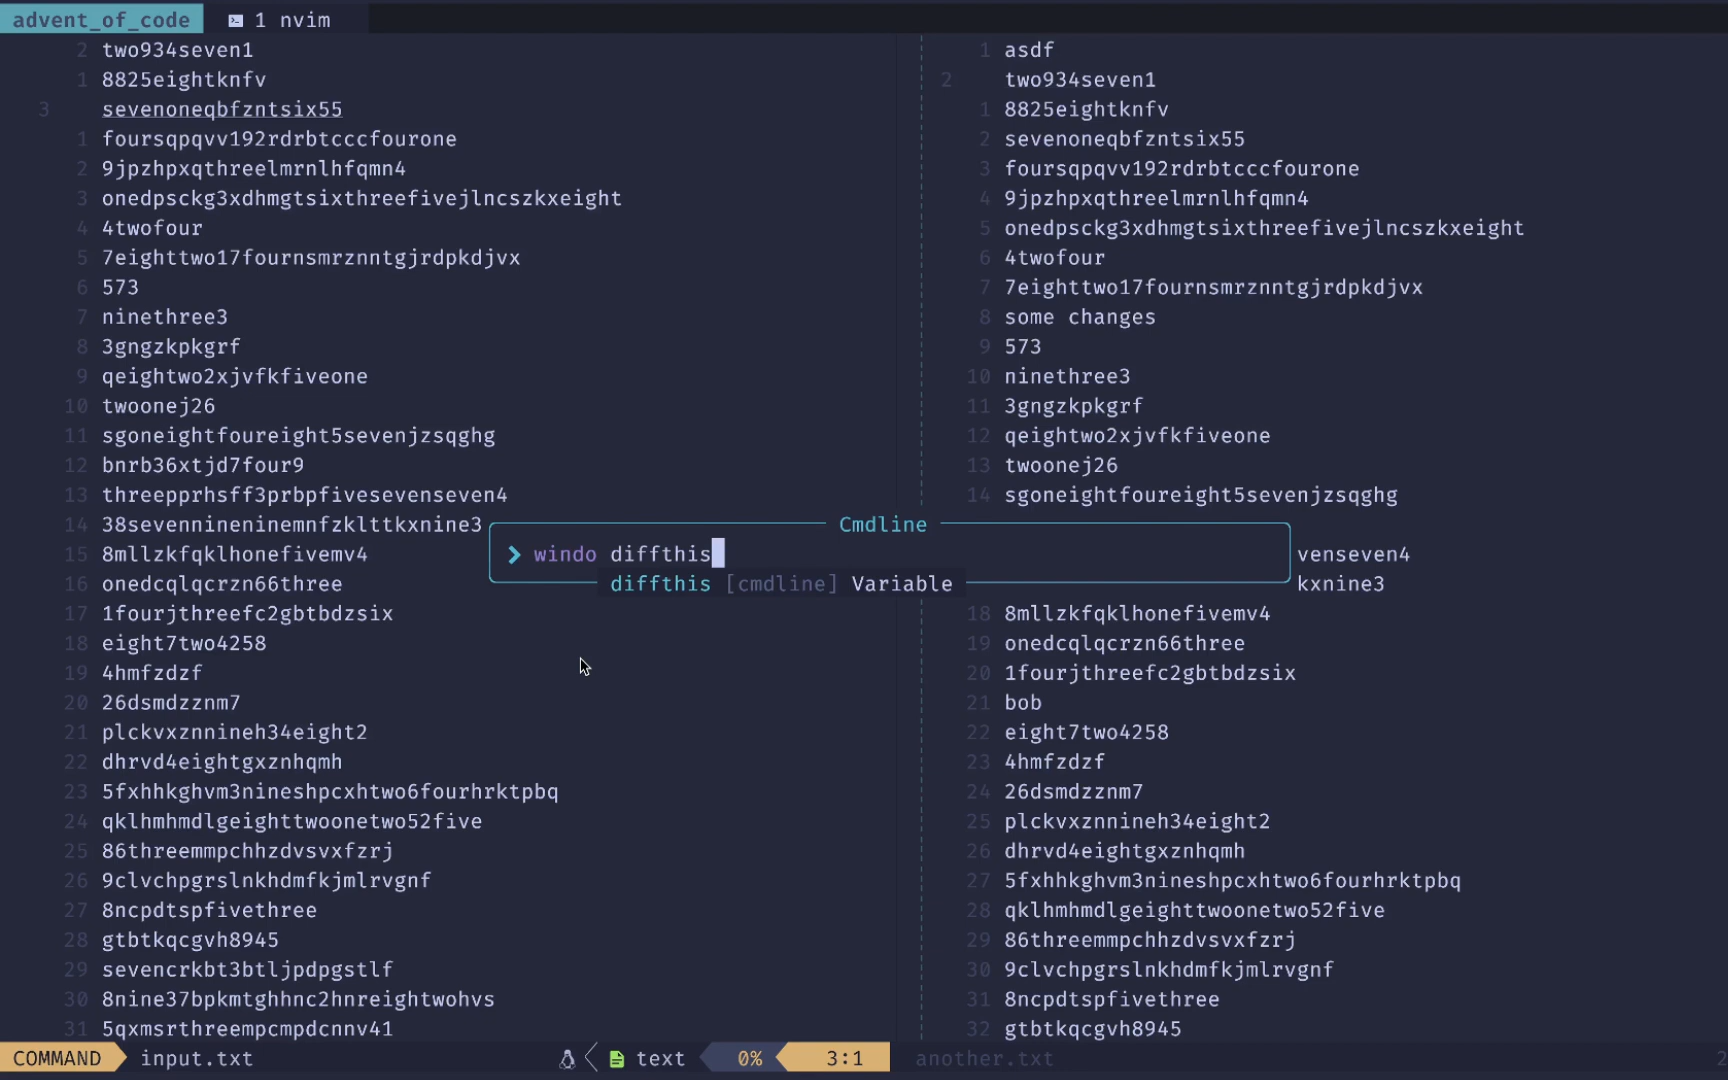 advent_of_code 1 nvim
2 two934seven1
1 8825eightknfv
3 sevenoneqbfzntsix55
1 foursqpqvv192rdrbtcccfourone
2 9jpzhpxqthreelmrnlhfqmn4
3 onedpsckg3xdhmgtsixthreefivejlncszkxeight
4 4twofour
5 7eighttwo17fournsmrznntgjrdpkdjvx
6 573
7 ninethree3
8 3gngzkpkgrf
9 qeightwo2xjvfkfiveone
10 twoonej26
11 sgoneightfoureight5sevenjzsqghg
12 bnrb36xtjd7four9
13 threepprhsff3prbpfivesevenseven4
14 38sevennineninemnfzklttkxnine3
15 8mllzkfqklhonefivemv4
16 onedcqlqcrzn66three
17 1fourjthreefc2gbtbdzsix
18 eight7two4258
19 4hmfzdzf
20 26dsmdzznm7
21 plckvxznnineh34eight2
22 dhrvd4eightgxznhqmh
23 5fxhhkghvm3nineshpcxhtwo6fourhrktpbq
24 qklhmhmdlgeighttwoonetwo52five
25 86threemmpchhzdvsvxfzrj
26 9clvchpgrslnkhdmfkjmlrvgnf
27 8ncpdtspfivethree
28 gtbtkqcgvh8945
29 sevencrkbt3btljpdpgstlf
30 8nine37bpkmtghhnc2hnreightwohvs
31 5qxmsrthreempcmpdcnnv41
1 asdf
2 two934seven1
1 8825eightknfv
2 sevenoneqbfzntsix55
3 foursqpqvv192rdrbtcccfourone
4 9jpzhpxqthreelmrnlhfqmn4
5 onedpsckg3xdhmgtsixthreefivejlncszkxeight
6 4twofour
7 7eighttwo17fournsmrznntgjrdpkdjvx
8 some changes
9 573
10 ninethree3
11 3gngzkpkgrf
12 qeightwo2xjvfkfiveone
13 twoonej26
14 sgoneightfoureight5sevenjzsqghg
venseven4
kxnine3
18 8mllzkfqklhonefivemv4
19 onedcqlqcrzn66three
20 1fourjthreefc2gbtbdzsix
21 bob
22 eight7two4258
23 4hmfzdzf
24 26dsmdzznm7
25 plckvxznnineh34eight2
26 dhrvd4eightgxznhqmh
27 5fxhhkghvm3nineshpcxhtwo6fourhrktpbq
28 qklhmhmdlgeighttwoonetwo52five
29 86threemmpchhzdvsvxfzrj
30 9clvchpgrslnkhdmfkjmlrvgnf
31 8ncpdtspfivethree
32 gtbtkqcgvh8945
Cmdline
windo diffthis
diffthis [cmdline] Variable
COMMAND input.txt text 0% 3:1 another.txt 2